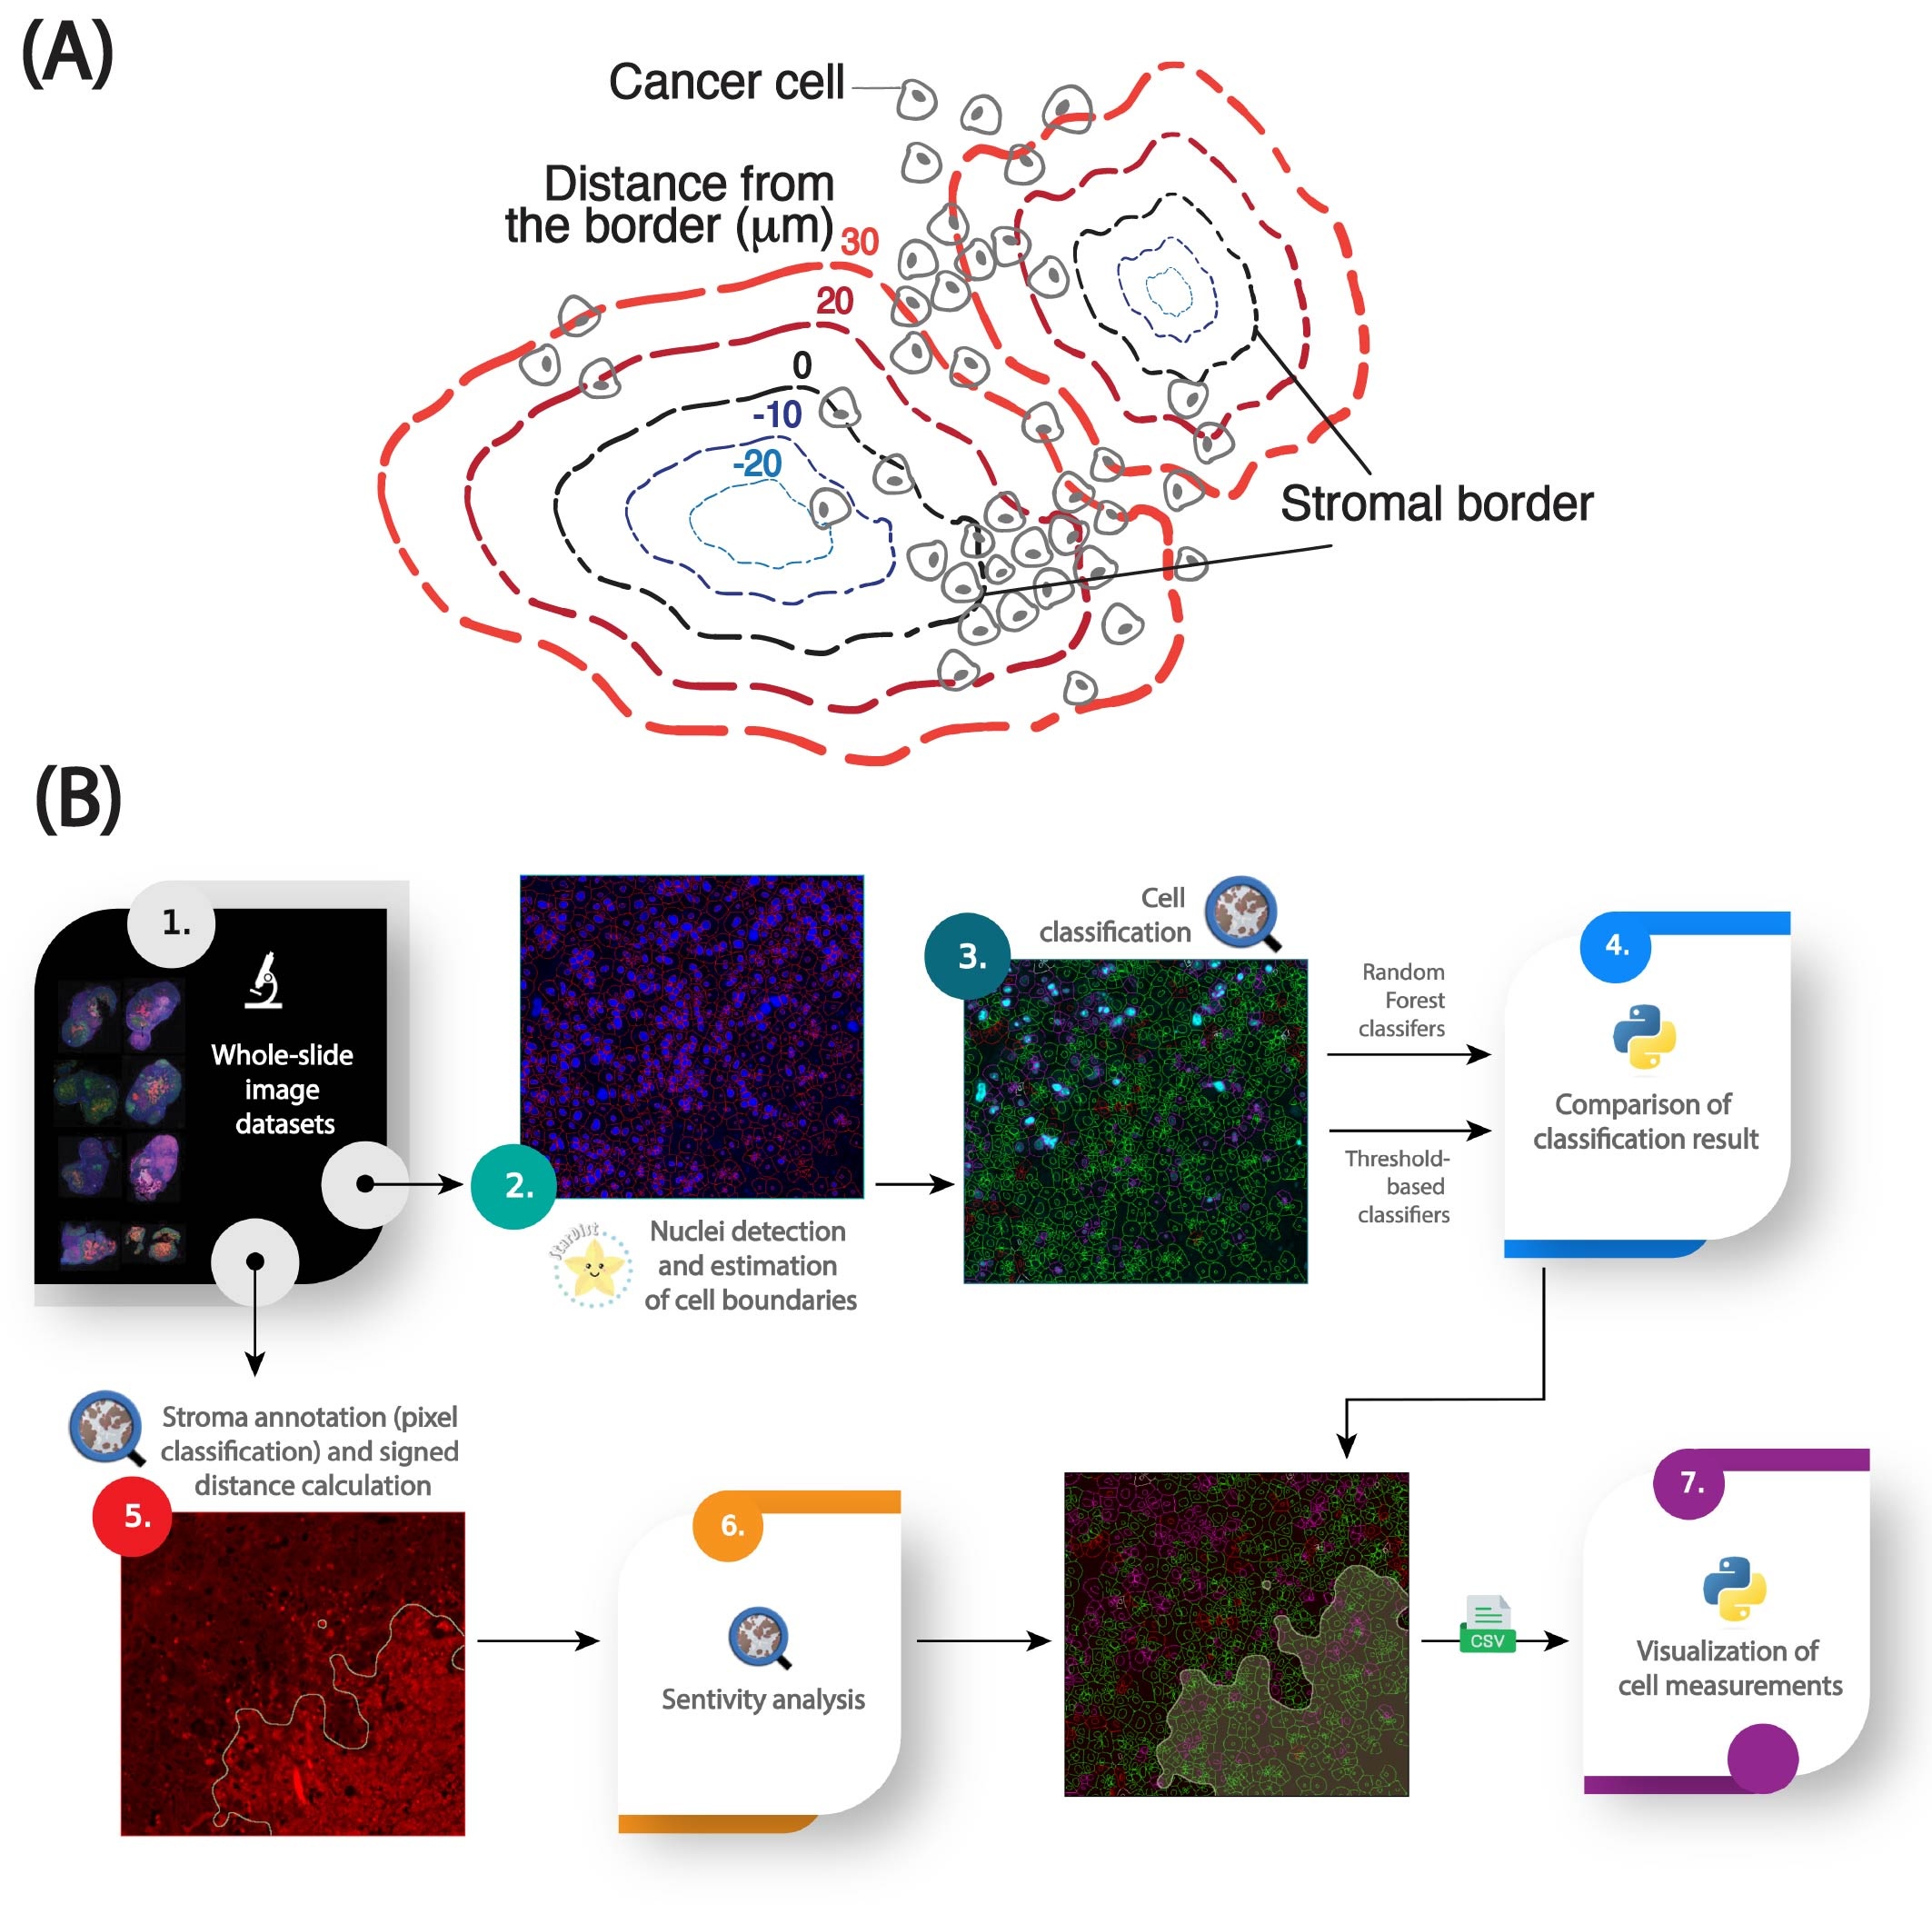 (A)
Cancer cell
Distance from
the border (μm)
30
20
0
-10
-20
Stromal border
(B)
1.
Whole-slide
image
datasets
2.
StarDist
Nuclei detection
and estimation
of cell boundaries
3.
Cell
classification
Random
Forest
classifers
Threshold-
based
classifiers
4.
Comparison of
classification result
Stroma annotation (pixel
classification) and signed
distance calculation
5.
6.
Sentivity analysis
CSV
7.
Visualization of
cell measurements